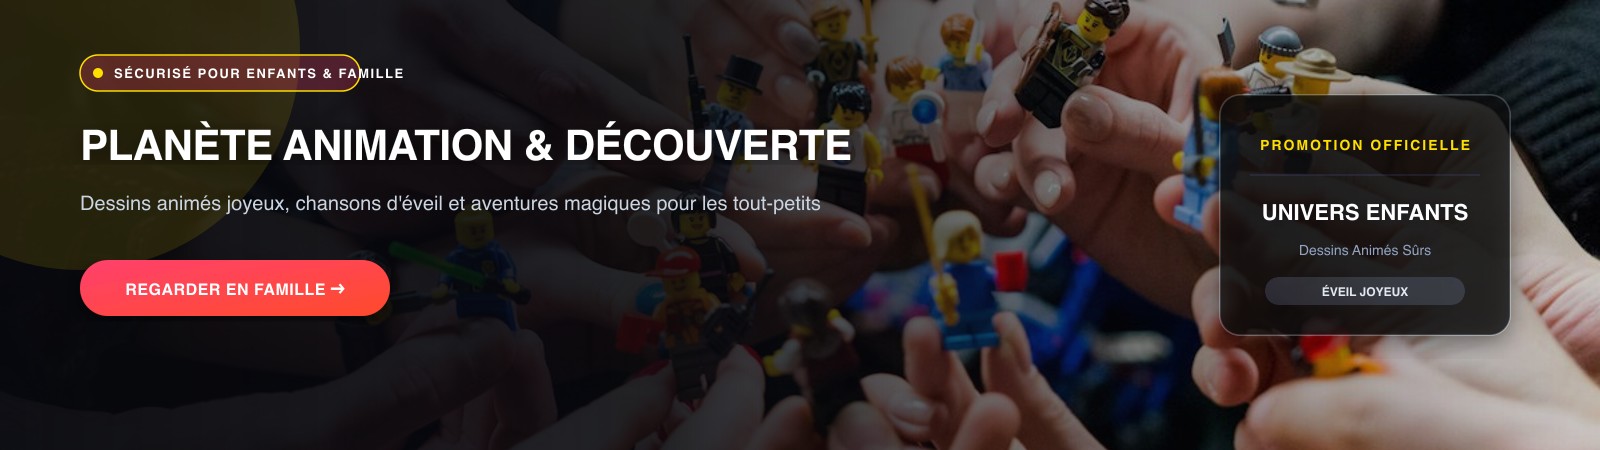 SÉCURISÉ POUR ENFANTS & FAMILLE
PLANÈTE ANIMATION & DÉCOUVERTE
Dessins animés joyeux, chansons d'éveil et aventures magiques pour les tout-petits
REGARDER EN FAMILLE →
PROMOTION OFFICIELLE
UNIVERS ENFANTS
Dessins Animés Sûrs
ÉVEIL JOYEUX